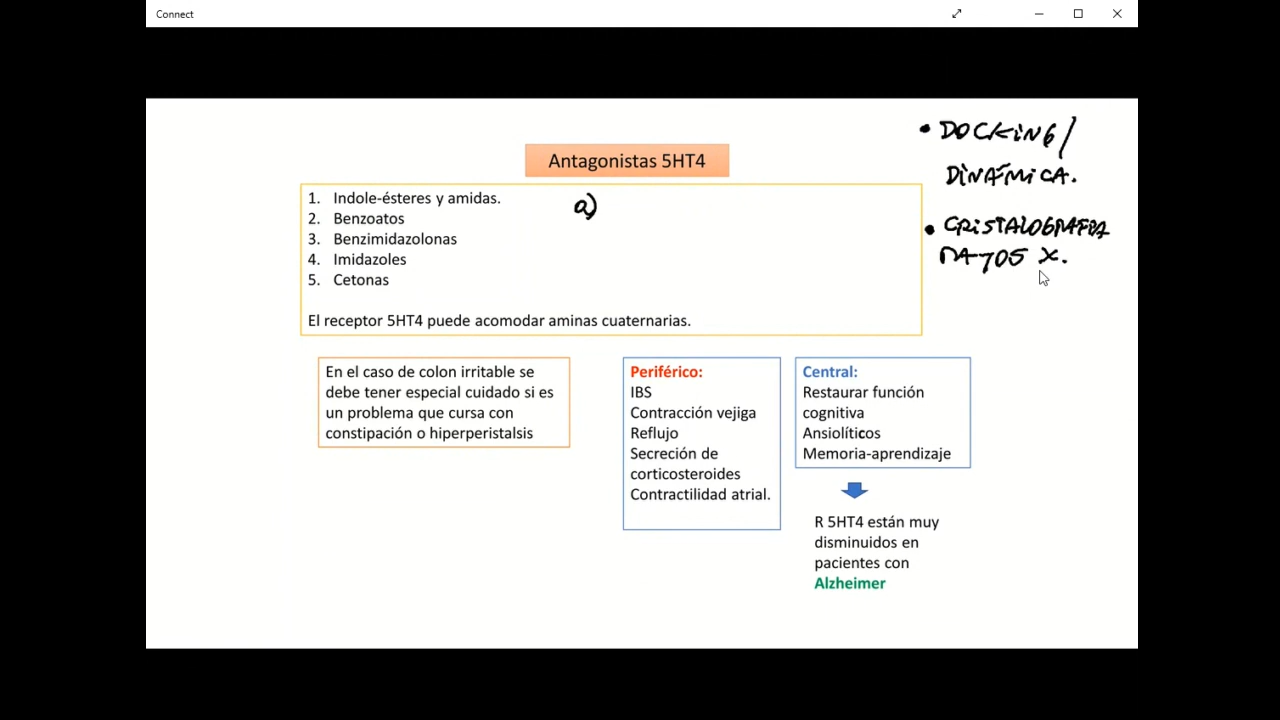 Connect
Antagonistas 5HT4
1. Indole-ésteres y amidas.
2. Benzoatos
3. Benzimidazolonas
4. Imidazoles
5. Cetonas
El receptor 5HT4 puede acomodar aminas cuaternarias.
a)
• DOCKING/
DINÁMICA.
• CRISTALOGRAFÍA
RAYOS X.
En el caso de colon irritable se
debe tener especial cuidado si es
un problema que cursa con
constipación o hiperperistalsis
Periférico:
IBS
Contracción vejiga
Reflujo
Secreción de
corticosteroides
Contractilidad atrial.
Central:
Restaurar función
cognitiva
Ansiolíticos
Memoria-aprendizaje
R 5HT4 están muy
disminuidos en
pacientes con
Alzheimer